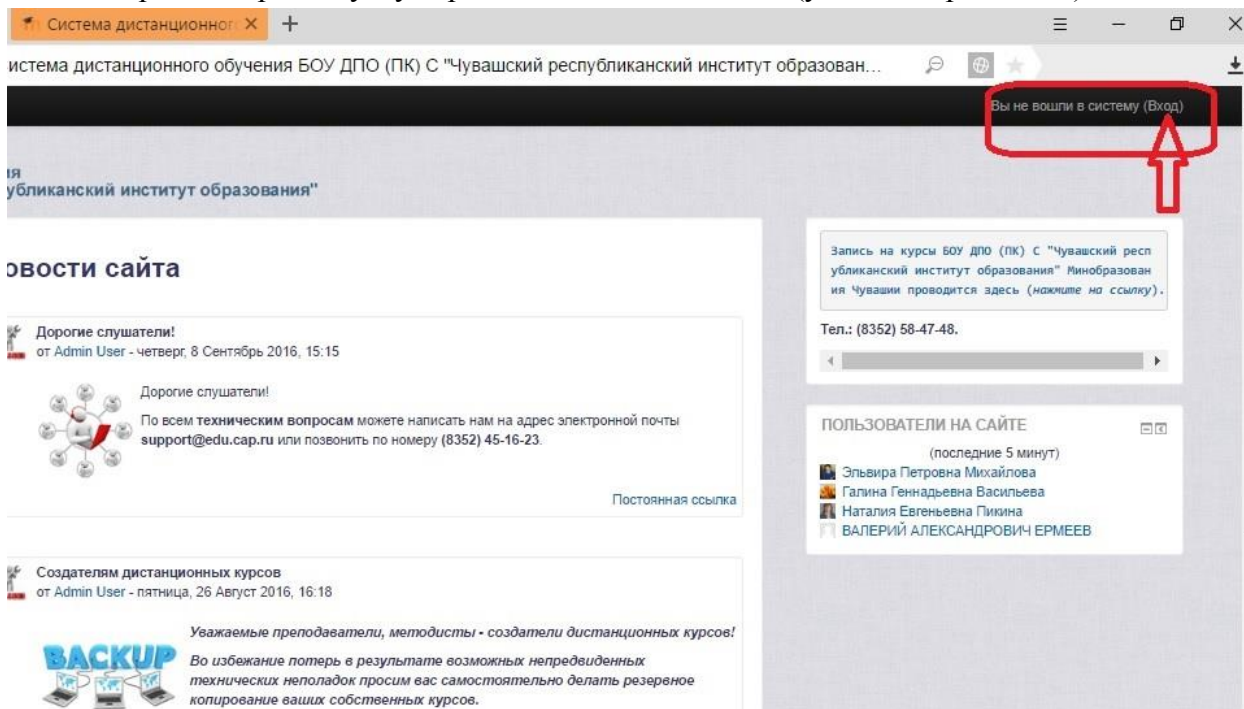 Система дистанционног
истема дистанционного обучения БОУ ДПО (ПК) С "Чувашский республиканский институт образован...
Вы не вошли в систему (Вход)
ия
убликанский институт образования"
овости сайта
Дорогие слушатели!
от Admin User - четверг, 8 Сентябрь 2016, 15:15
Дорогие слушатели!
По всем техническим вопросам можете написать нам на адрес электронной почты
support@edu.cap.ru или позвонить по номеру (8352) 45-16-23.
Постоянная ссылка
Создателям дистанционных курсов
от Admin User - пятница, 26 Август 2016, 16:18
Уважаемые преподаватели, методисты - создатели дистанционных курсов!
BACKUP
Во избежание потерь в результате возможных непредвиденных
технических неполадок просим вас самостоятельно делать резервное
копирование ваших собственных курсов.
Запись на курсы БОУ ДПО (ПК) С "Чувашский респ
убликанский институт образования" Минобразован
ия Чувашии проводится здесь (нажмите на ссылку).
Тел.: (8352) 58-47-48.
ПОЛЬЗОВАТЕЛИ НА САЙТЕ
(последние 5 минут)
Эльвира Петровна Михайлова
Галина Геннадьевна Васильева
Наталия Евгеньевна Пикина
ВАЛЕРИЙ АЛЕКСАНДРОВИЧ ЕРМЕЕВ